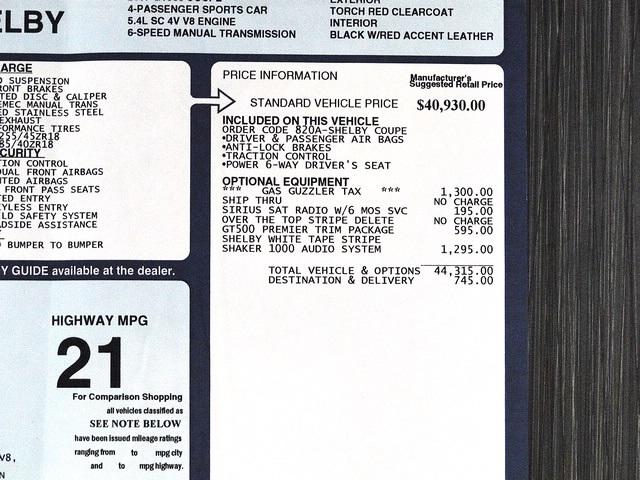 ELBY
4-PASSENGER SPORTS CAR
5.4L SC 4V V8 ENGINE
6-SPEED MANUAL TRANSMISSION
EXTERIOR
TORCH RED CLEARCOAT
INTERIOR
BLACK W/RED ACCENT LEATHER
ARGE
D SUSPENSION
RONT BRAKES
TED DISC & CALIPER
EMEC MANUAL TRANS
ED STAINLESS STEEL
EXHAUST
FORMANCE TIRES
255/45ZR18
85/40ZR18
CURITY
TION CONTROL
DUAL FRONT AIRBAGS
NTED AIRBAGS
FRONT PASS SEATS
TED ENTRY
YLESS ENTRY
LD SAFETY SYSTEM
DSIDE ASSISTANCE
Y
BUMPER TO BUMPER
Y GUIDE available at the dealer.
HIGHWAY MPG
21
For Comparison Shopping
all vehicles classified as
SEE NOTE BELOW
have been issued mileage ratings
ranging from to mpg city
and to mpg highway.
V8,
N
PRICE INFORMATION
Manufacturer's
Suggested Retail Price
STANDARD VEHICLE PRICE $40,930.00
INCLUDED ON THIS VEHICLE
ORDER CODE 820A-SHELBY COUPE
•DRIVER & PASSENGER AIR BAGS
•ANTI-LOCK BRAKES
•TRACTION CONTROL
•POWER 6-WAY DRIVER'S SEAT
OPTIONAL EQUIPMENT
*** GAS GUZZLER TAX *** 1,300.00
SHIP THRU NO CHARGE
SIRIUS SAT RADIO W/6 MOS SVC 195.00
OVER THE TOP STRIPE DELETE NO CHARGE
GT500 PREMIER TRIM PACKAGE 595.00
SHELBY WHITE TAPE STRIPE
SHAKER 1000 AUDIO SYSTEM 1,295.00
TOTAL VEHICLE & OPTIONS 44,315.00
DESTINATION & DELIVERY 745.00